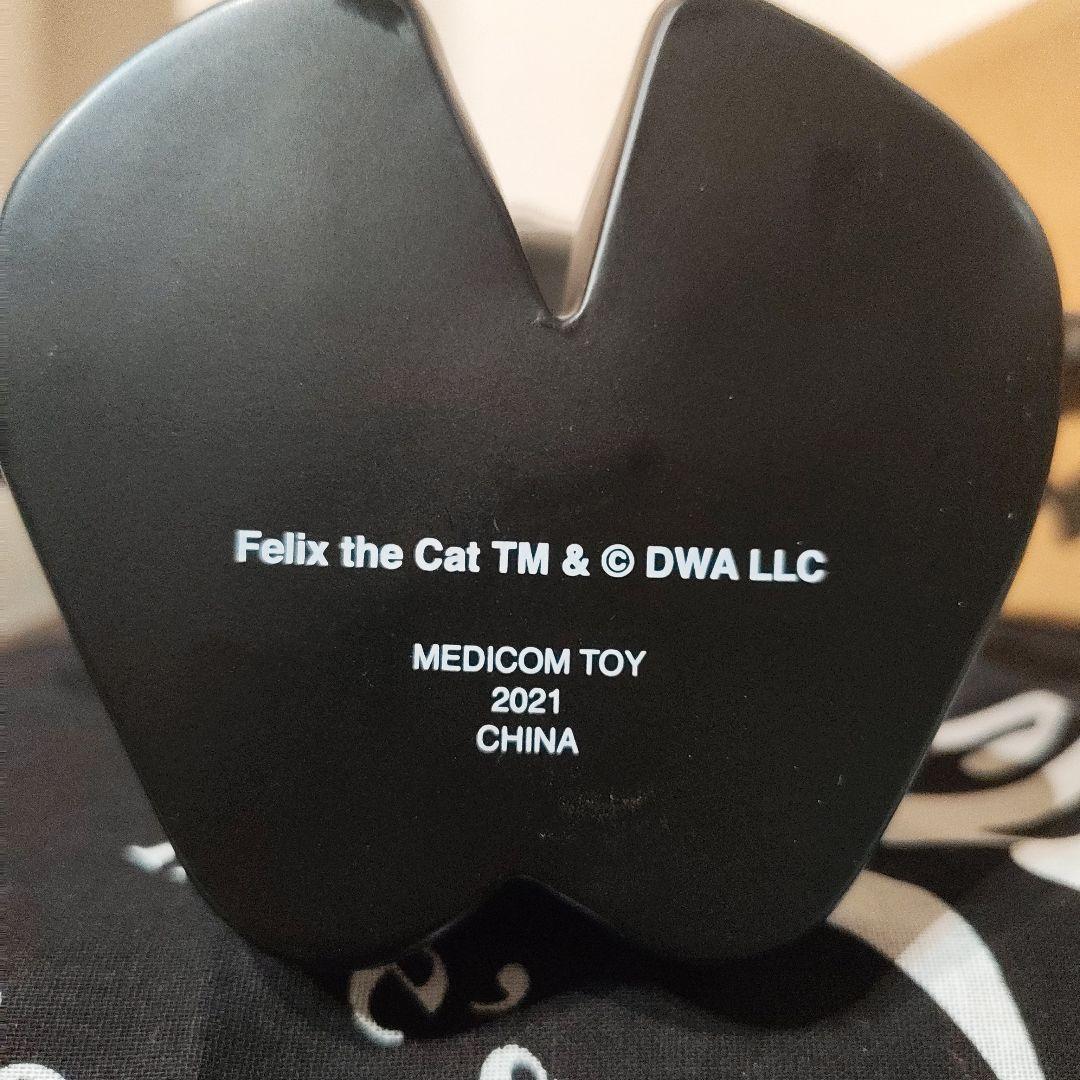 Felix the Cat TM & © DWA LLC
MEDICOM TOY
2021
CHINA